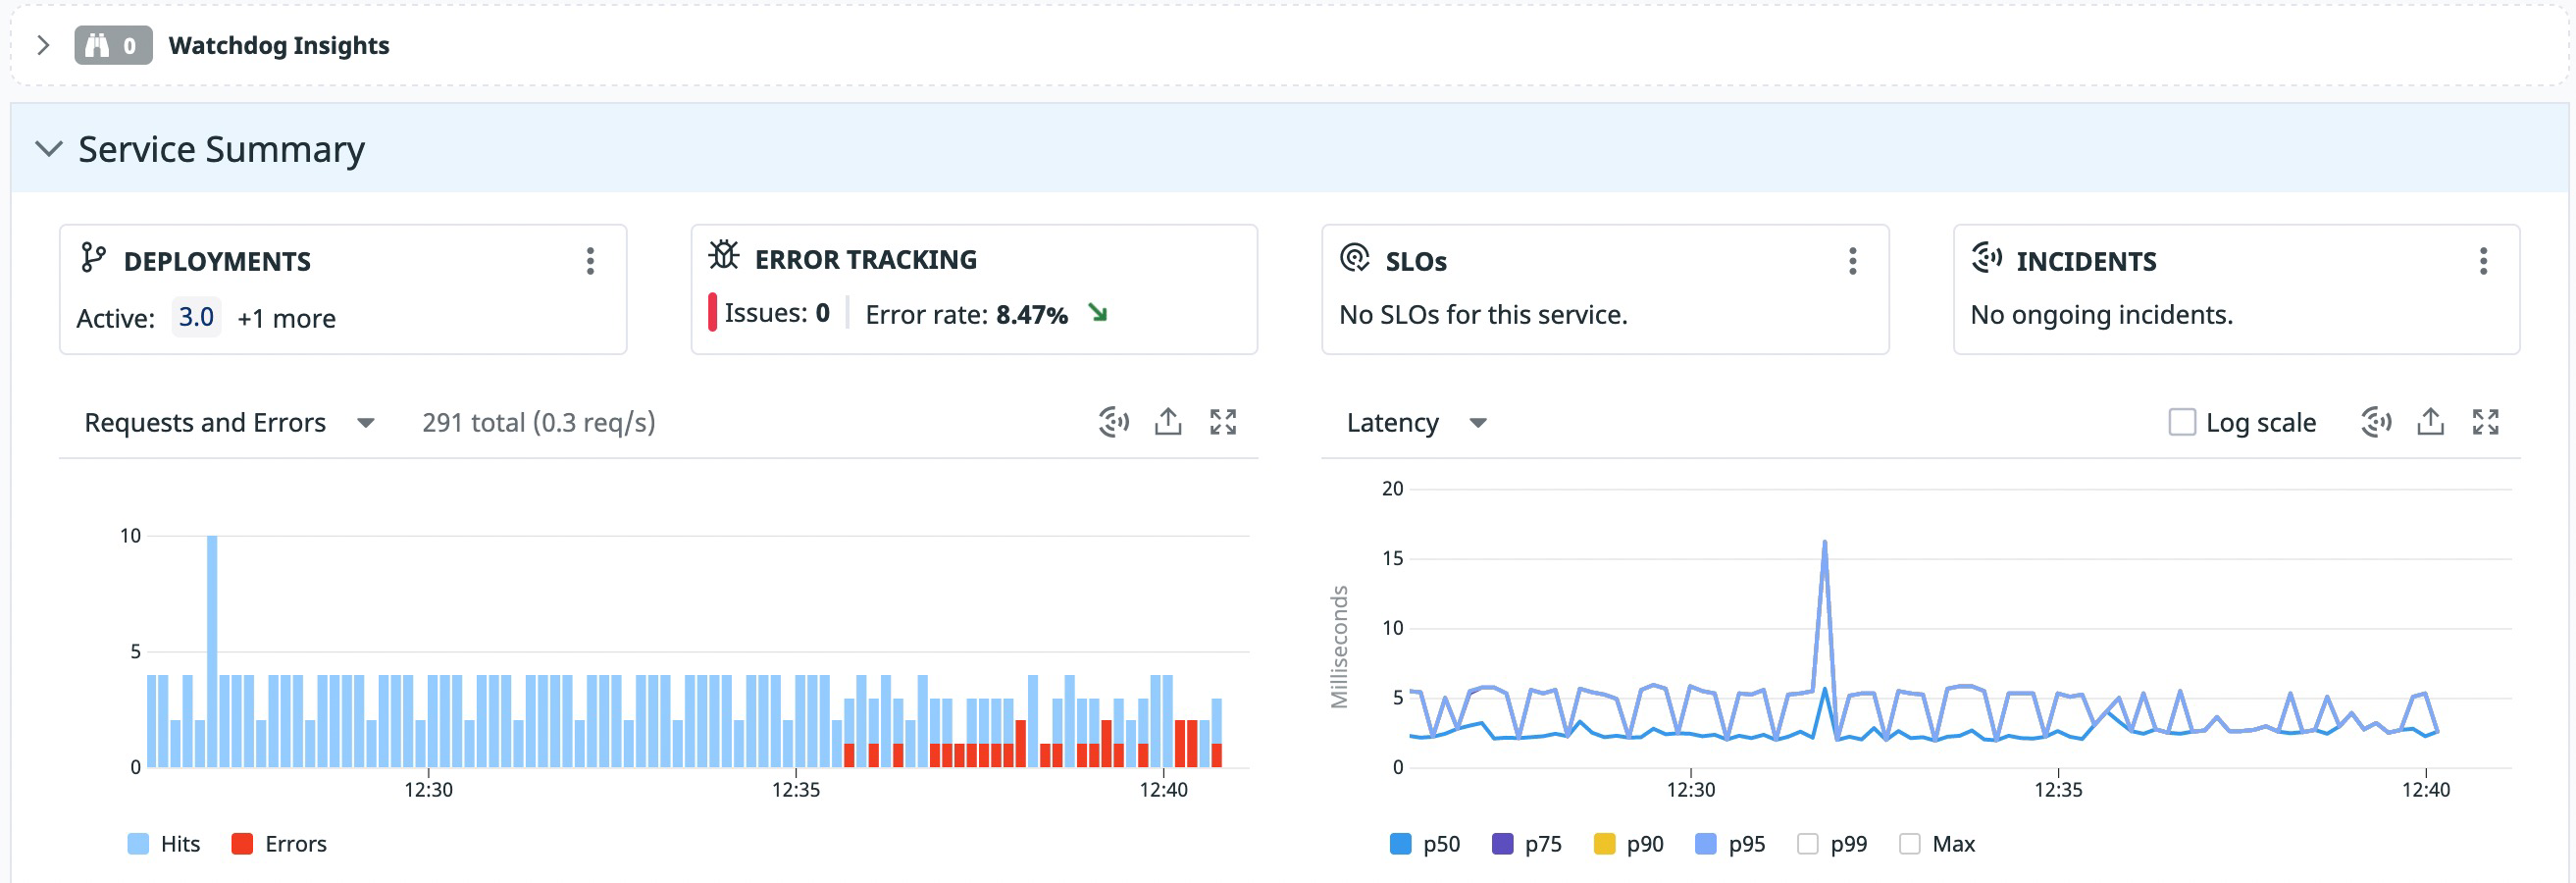 0 Watchdog Insights
Service Summary
DEPLOYMENTS
Active: 3.0 +1 more
ERROR TRACKING
Issues: 0 Error rate: 8.47%
SLOs
No SLOs for this service.
INCIDENTS
No ongoing incidents.
Requests and Errors 291 total (0.3 req/s)
10
5
0
12:30 12:35 12:40
Hits Errors
Latency Log scale
Milliseconds
20
15
10
5
0
12:30 12:35 12:40
p50 p75 p90 p95 p99 Max